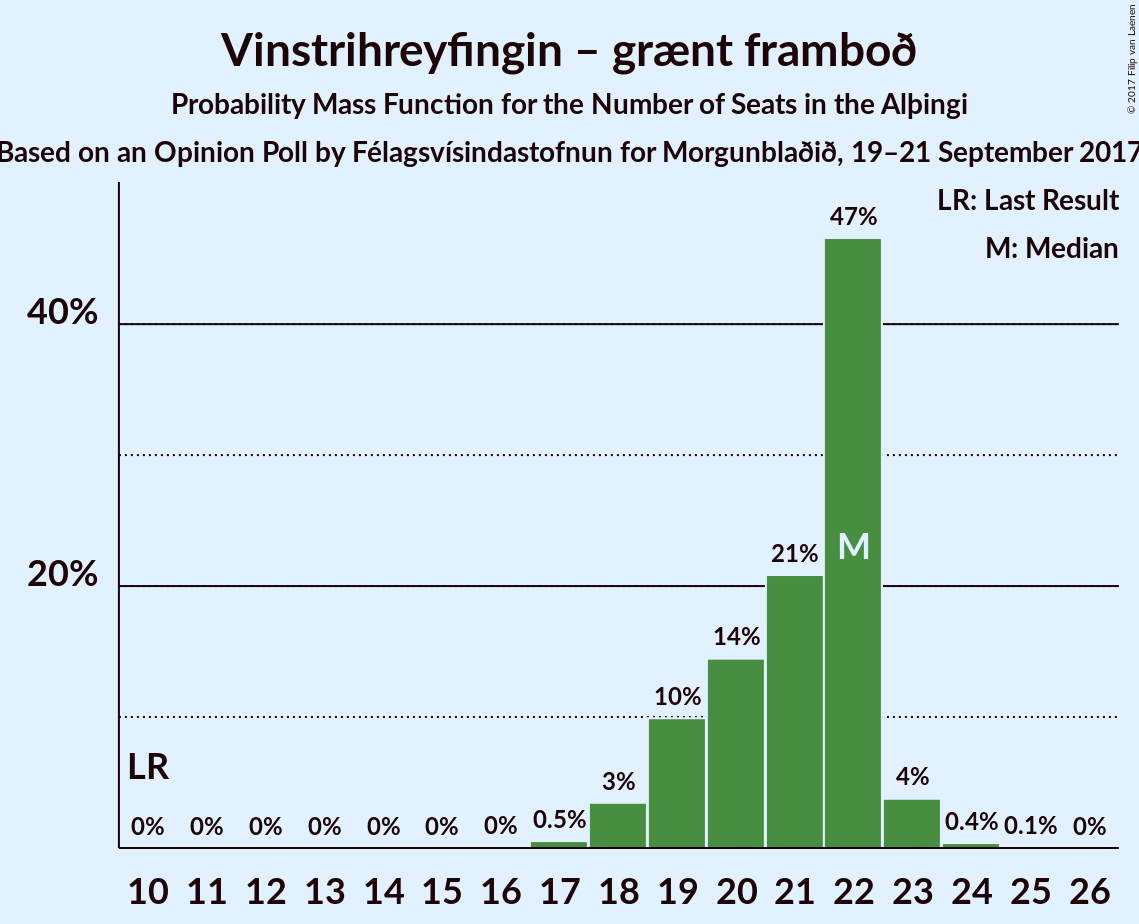 Vinstrihreyfingin – grænt framboð
Probability Mass Function for the Number of Seats in the Alþingi
Based on an Opinion Poll by Félagsvísindastofnun for Morgunblaðið, 19–21 September 2017
© 2017 Filip van Laenen
LR: Last Result
M: Median
47%
40%
M
21%
20%
14%
10%
LR
3%
4%
0%
0%
0%
0%
0%
0%
0%
0.5%
0.4%
0.1%
0%
10 11 12 13 14 15 16 17 18 19 20 21 22 23 24 25 26